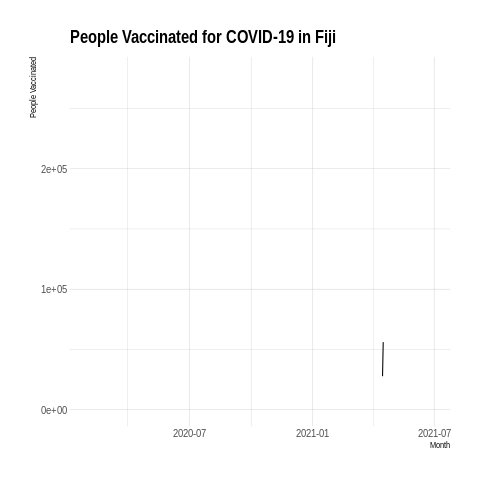 People Vaccinated for COVID-19 in Fiji
People Vaccinated
2e+05
1e+05
0e+00
2020-07 2021-01 2021-07
Month